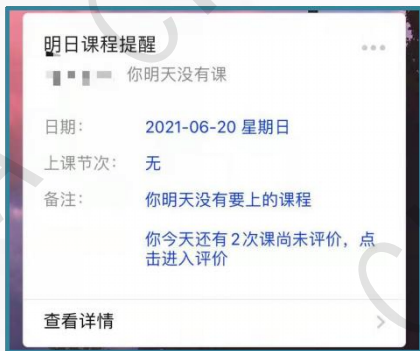 明日课程提醒
你明天没有课
日期： 2021-06-20 星期日
上课节次： 无
备注： 你明天没有要上的课程
你今天还有2次课尚未评价，点
击进入评价
查看详情